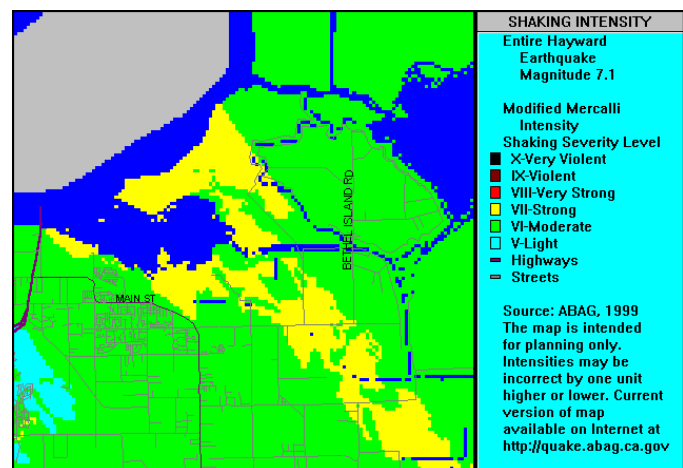 SHAKING INTENSITY
Entire Hayward
Earthquake
Magnitude 7.1
Modified Mercalli
Intensity
Shaking Severity Level
X-Very Violent
IX-Violent
VIII-Very Strong
VII-Strong
VI-Moderate
V-Light
Highways
Streets
Source: ABAG, 1999
The map is intended
for planning only.
Intensities may be
incorrect by one unit
higher or lower. Current
version of map
available on Internet at
http://quake.abag.ca.gov
BETHEL ISLAND RD
MAIN ST